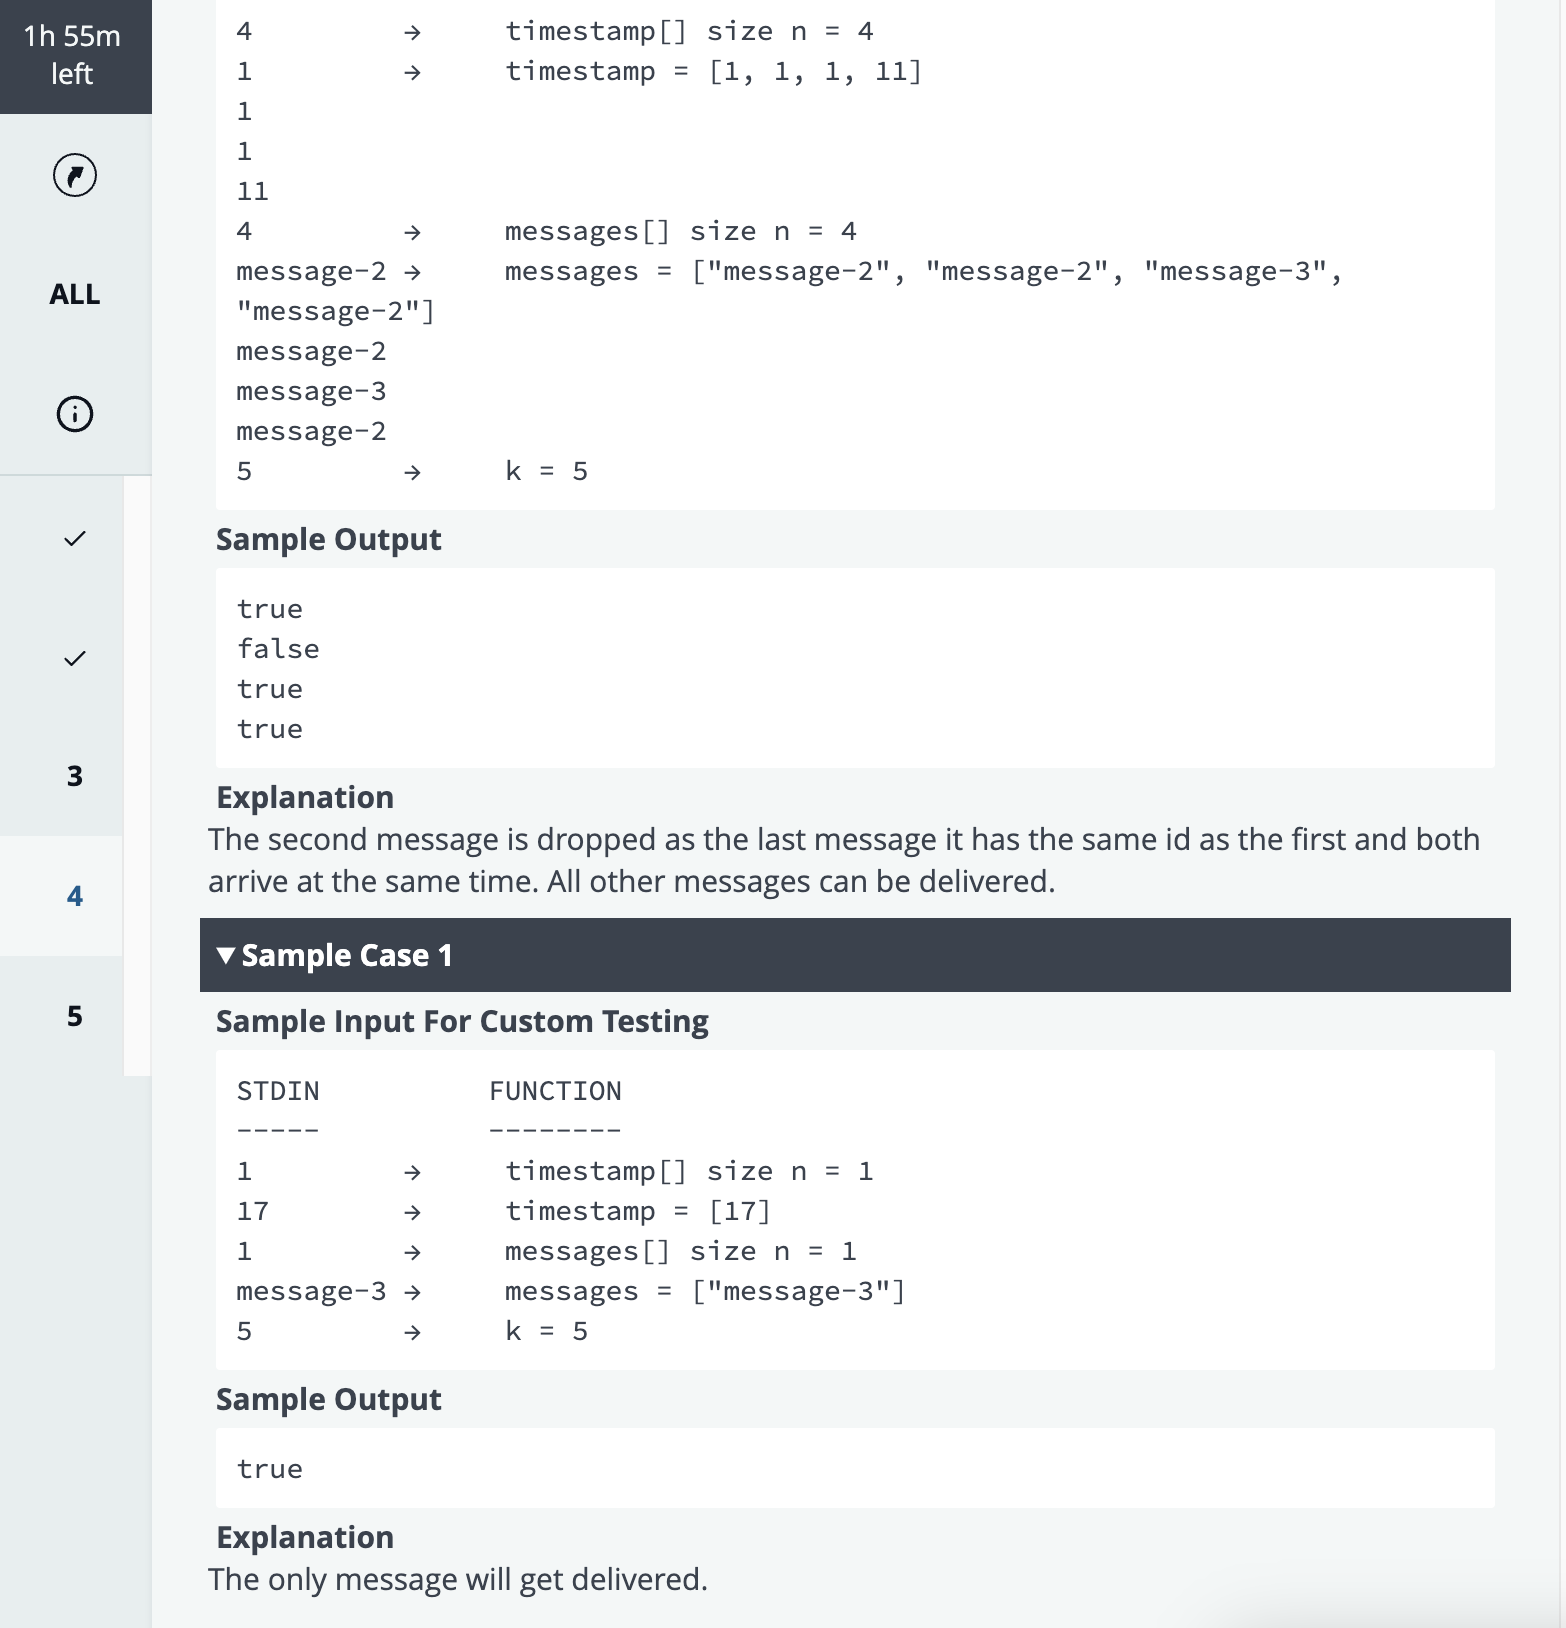 1h 55m
left
ALL
3
4
5
4 → timestamp[] size n = 4
1 → timestamp = [1, 1, 1, 11]
1
1
11
4 → messages[] size n = 4
message-2 → messages = ["message-2", "message-2", "message-3",
"message-2"]
message-2
message-3
message-2
5 → k = 5
Sample Output
true
false
true
true
Explanation
The second message is dropped as the last message it has the same id as the first and both
arrive at the same time. All other messages can be delivered.
▼ Sample Case 1
Sample Input For Custom Testing
STDIN FUNCTION
----- --------
1 → timestamp[] size n = 1
17 → timestamp = [17]
1 → messages[] size n = 1
message-3 → messages = ["message-3"]
5 → k = 5
Sample Output
true
Explanation
The only message will get delivered.